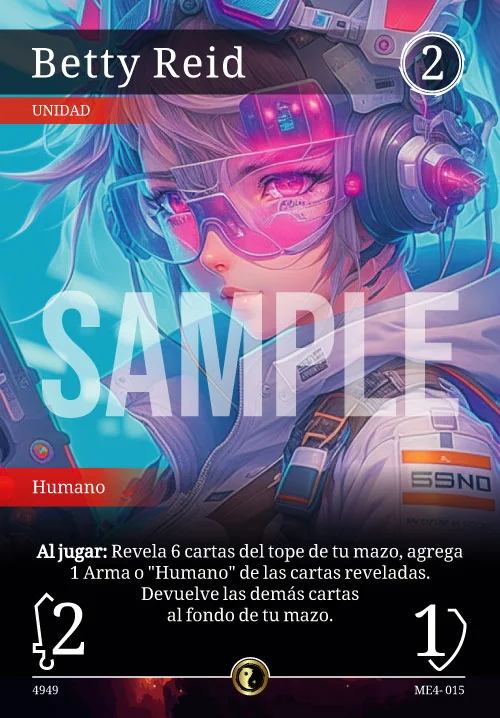 Betty Reid
2
UNIDAD
SAMPLE
Humano
Al jugar: Revela 6 cartas del tope de tu mazo, agrega
1 Arma o "Humano" de las cartas reveladas.
Devuelve las demás cartas
al fondo de tu mazo.
2
1
4949
ME4- 015